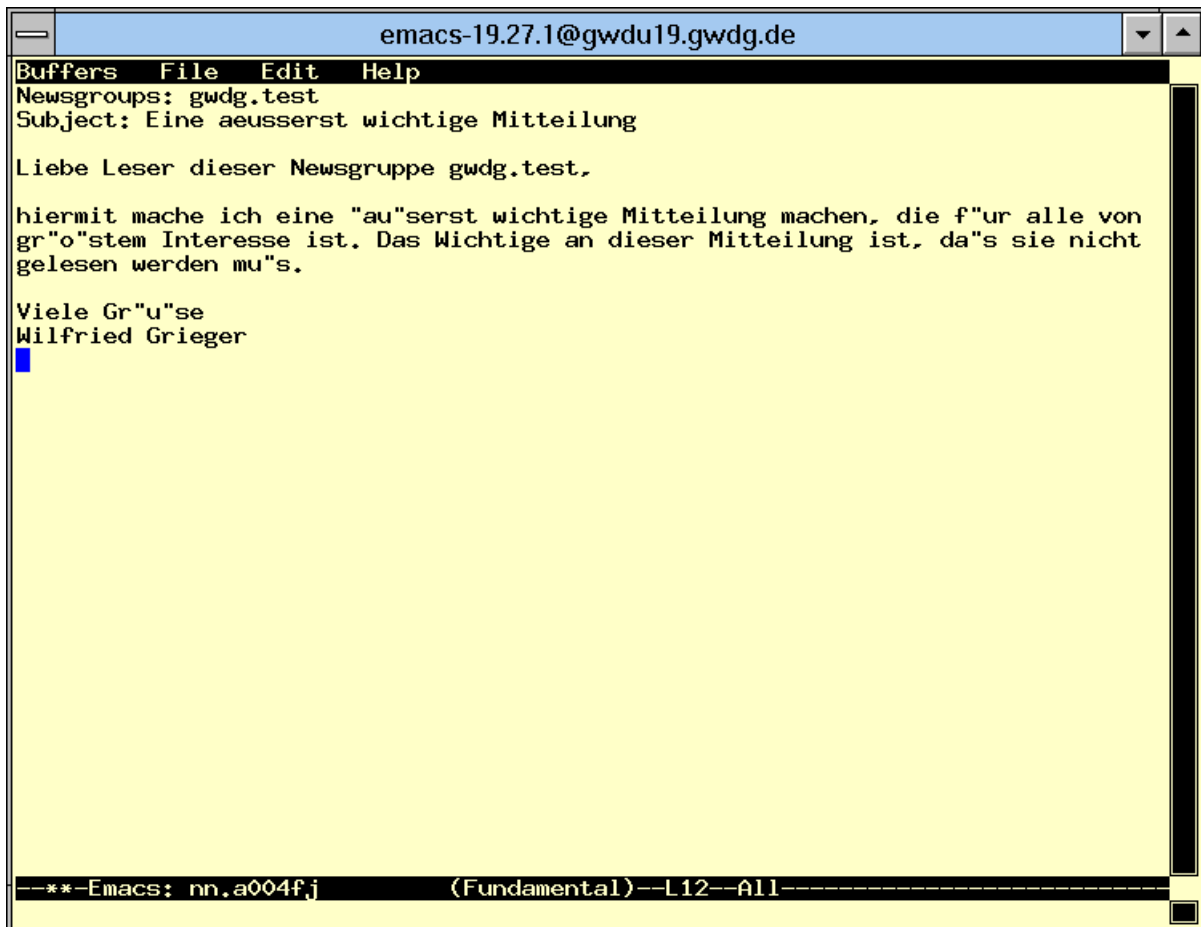 emacs-19.27.1@gwdu19.gwdg.de
Buffers File Edit Help
Newsgroups: gwdg.test
Subject: Eine aeusserst wichtige Mitteilung
Liebe Leser dieser Newsgruppe gwdg.test,
hiermit mache ich eine "au"serst wichtige Mitteilung machen, die f"ur alle von
gr"o"stem Interesse ist. Das Wichtige an dieser Mitteilung ist, da"s sie nicht
gelesen werden mu"s.
Viele Gr"u"se
Wilfried Grieger
--**-Emacs: nn.a004fj (Fundamental)--L12--All---------------------------